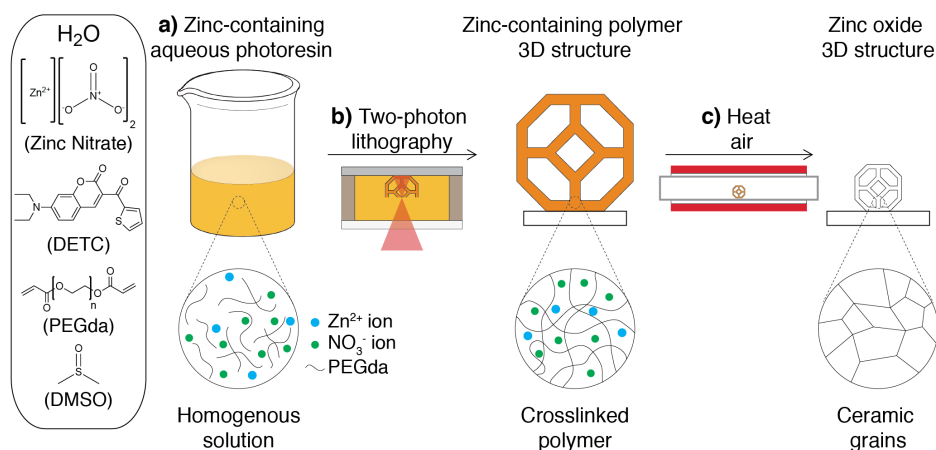 H₂O
Zn²⁺
O
N⁺
⁻O
O⁻
2
(Zinc Nitrate)
O
O
O
N
S
(DETC)
O
O
O
O
n
(PEGda)
O
S
(DMSO)
a) Zinc-containing
aqueous photoresin
Zn²⁺ ion
NO₃⁻ ion
PEGda
Homogenous
solution
b) Two-photon
lithography
Zinc-containing polymer
3D structure
Crosslinked
polymer
c) Heat
air
Zinc oxide
3D structure
Ceramic
grains